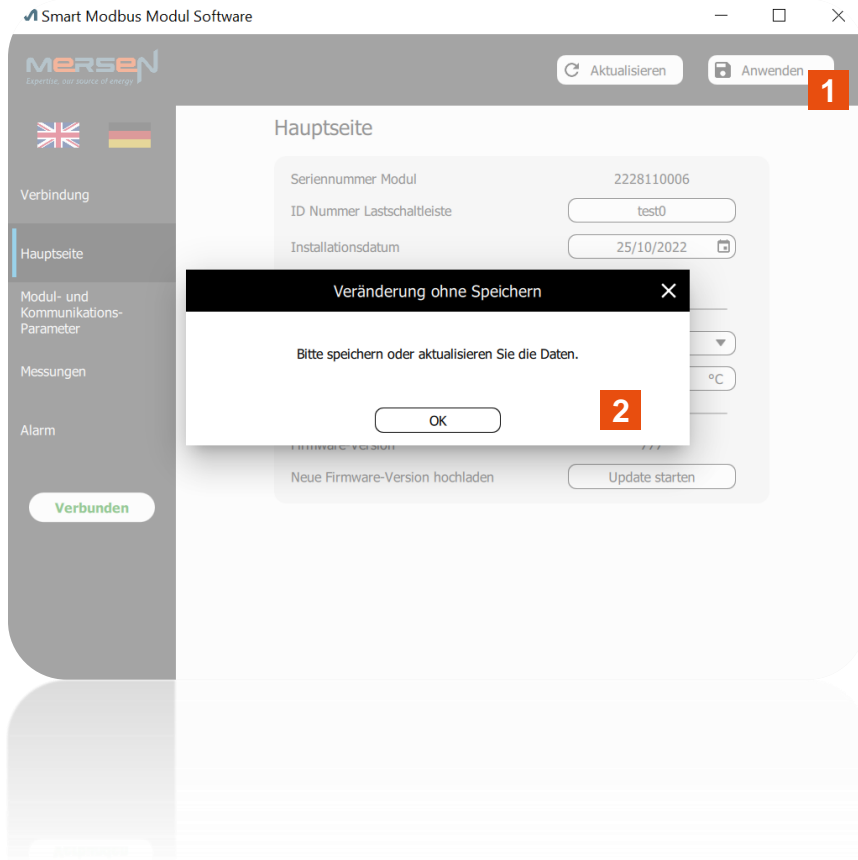 Smart Modbus Modul Software
MERSEN
Expertise, our source of energy
Aktualisieren
Anwenden
1
Hauptseite
Verbindung
Hauptseite
Modul- und
Kommunikations-
Parameter
Messungen
Alarm
Verbunden
Seriennummer Modul 2228110006
ID Nummer Lastschaltleiste test0
Installationsdatum 25/10/2022
Veränderung ohne Speichern
Bitte speichern oder aktualisieren Sie die Daten.
°C
OK
2
Firmware-Version
Neue Firmware-Version hochladen Update starten